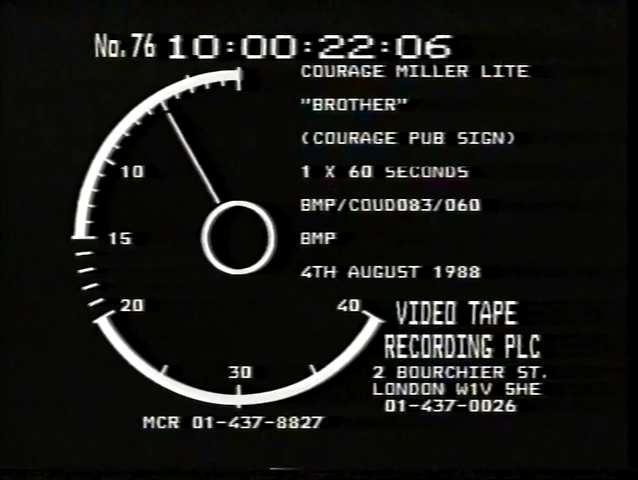 No.76 10:00:22:06
COURAGE MILLER LITE
"BROTHER"
(COURAGE PUB SIGN)
1 X 60 SECONDS
BMP/COUD083/060
BMP
4TH AUGUST 1988
10
15
20
30
40
VIDEO TAPE
RECORDING PLC
2 BOURCHIER ST.
LONDON W1V 5HE
01-437-0026
MCR 01-437-8827